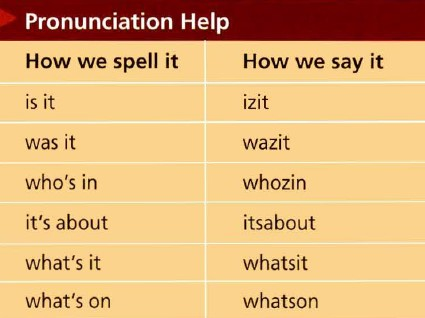 Pronunciation Help
How we spell it How we say it
is it izit
was it wazit
who's in whozin
it's about itsabout
what's it whatsit
what's on whatson